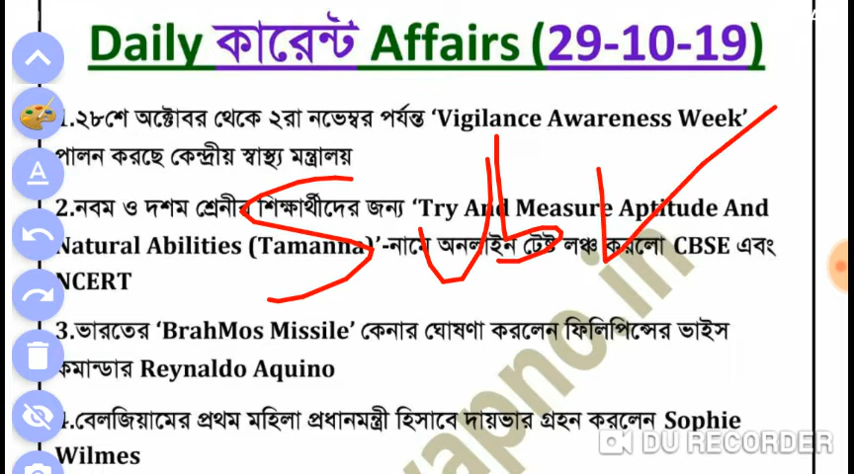 Daily কারেন্ট Affairs (29-10-19)
1.২৮শে অক্টোবর থেকে ২রা নভেম্বর পর্যন্ত ‘Vigilance Awareness Week’
পালন করছে কেন্দ্রীয় স্বাস্থ্য মন্ত্রালয়
2.নবম ও দশম শ্রেনীর শিক্ষার্থীদের জন্য ‘Try And Measure Aptitude And
Natural Abilities (Tamanna)’-নামে অনলাইন টেষ্ট লঞ্চ করলো CBSE এবং
NCERT
3.ভারতের ‘BrahMos Missile’ কেনার ঘোষণা করলেন ফিলিপিন্সের ভাইস
কমান্ডার Reynaldo Aquino
4.বেলজিয়ামের প্রথম মহিলা প্রধানমন্ত্রী হিসাবে দায়ভার গ্রহন করলেন Sophie
Wilmes
Sub
apno.in
DU RECORDER
A